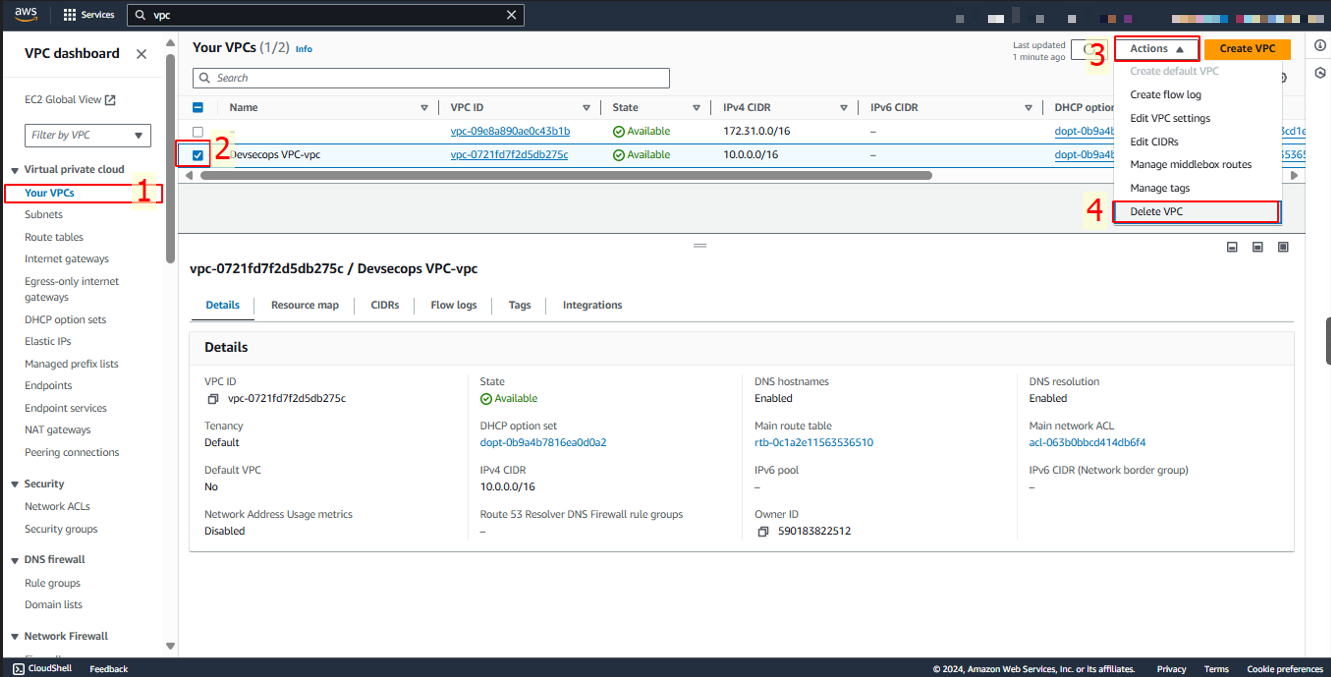 aws Services vpc
VPC dashboard
EC2 Global View
Filter by VPC
Virtual private cloud
Your VPCs 1
Subnets
Route tables
Internet gateways
Egress-only internet
gateways
DHCP option sets
Elastic IPs
Managed prefix lists
Endpoints
Endpoint services
NAT gateways
Peering connections
Security
Network ACLs
Security groups
DNS firewall
Rule groups
Domain lists
Network Firewall
Your VPCs (1/2) Info
Last updated
1 minute ago
3 Actions Create VPC
Search
Create default VPC
Create flow log
Edit VPC settings
Edit CIDRs
Manage middlebox routes
Manage tags
4 Delete VPC
Name VPC ID State IPv4 CIDR IPv6 CIDR DHCP option
– vpc-09e8a890ae0c43b1b Available 172.31.0.0/16 – dopt-0b9a4b
2 Devsecops VPC-vpc vpc-0721fd7f2d5db275c Available 10.0.0.0/16 – dopt-0b9a4b 35365
vpc-0721fd7f2d5db275c / Devsecops VPC-vpc
Details Resource map CIDRs Flow logs Tags Integrations
Details
VPC ID
vpc-0721fd7f2d5db275c
State
Available
DNS hostnames
Enabled
DNS resolution
Enabled
Tenancy
Default
DHCP option set
dopt-0b9a4b7816ea0d0a2
Main route table
rtb-0c1a2e11563536510
Main network ACL
acl-063b0bbcd414db6f4
Default VPC
No
IPv4 CIDR
10.0.0.0/16
IPv6 pool
–
IPv6 CIDR (Network border group)
–
Network Address Usage metrics
Disabled
Route 53 Resolver DNS Firewall rule groups
–
Owner ID
590183822512
CloudShell Feedback © 2024, Amazon Web Services, Inc. or its affiliates. Privacy Terms Cookie preferences